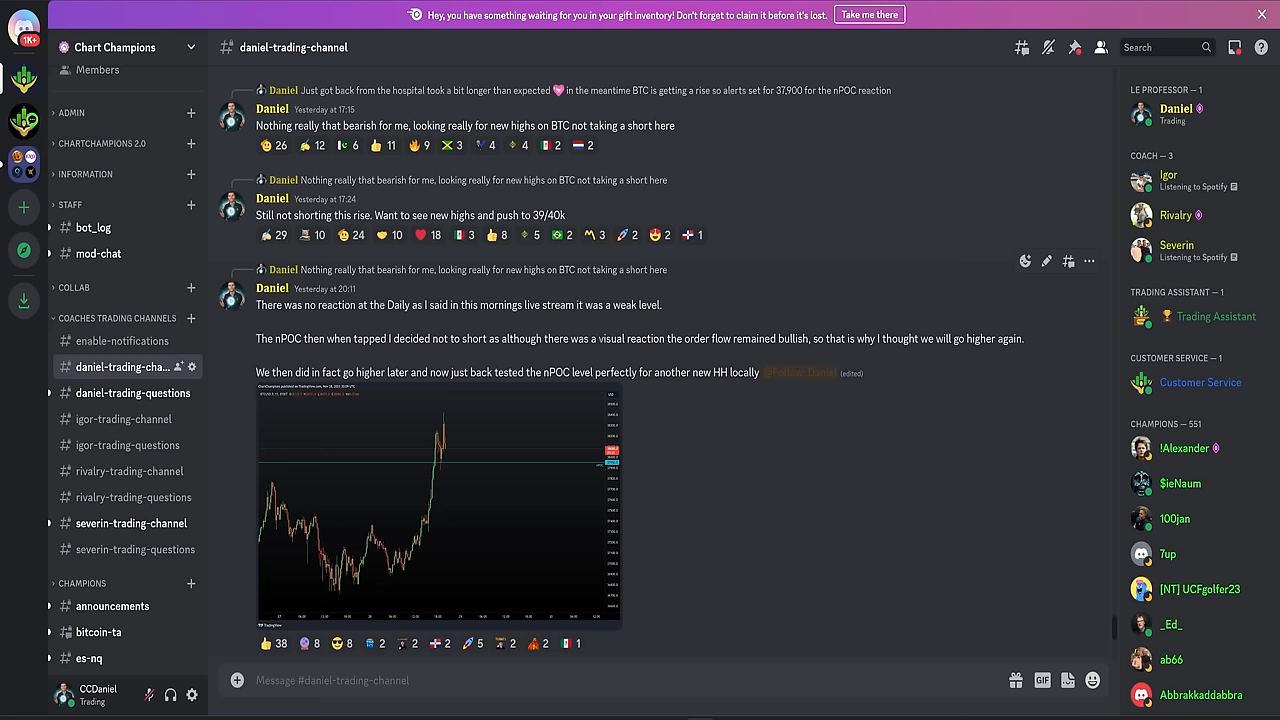 Hey, you have something waiting for you in your gift inventory! Don't forget to claim it before it's lost.
Take me there
1K+
Chart Champions
Members
ADMIN
CHARTCHAMPIONS 2.0
INFORMATION
STAFF
bot_log
mod-chat
COLLAB
COACHES TRADING CHANNELS
enable-notifications
daniel-trading-cha...
daniel-trading-questions
igor-trading-channel
igor-trading-questions
rivalry-trading-channel
rivalry-trading-questions
severin-trading-channel
severin-trading-questions
CHAMPIONS
announcements
bitcoin-ta
es-nq
CCDaniel
Trading
daniel-trading-channel
Search
Daniel Just got back from the hospital took a bit longer than expected 💖 in the meantime BTC is getting a rise so alerts set for 37,900 for the nPOC reaction
Daniel Yesterday at 17:15
Nothing really that bearish for me, looking really for new highs on BTC not taking a short here
26 12 6 11 9 3 4 4 2 2
Daniel Nothing really that bearish for me, looking really for new highs on BTC not taking a short here
Daniel Yesterday at 17:24
Still not shorting this rise. Want to see new highs and push to 39/40k
29 10 24 10 18 3 8 5 2 3 2 2 1
Daniel Nothing really that bearish for me, looking really for new highs on BTC not taking a short here
Daniel Yesterday at 20:11
There was no reaction at the Daily as I said in this mornings live stream it was a weak level.
The nPOC then when tapped I decided not to short as although there was a visual reaction the order flow remained bullish, so that is why I thought we will go higher again.
We then did in fact go higher later and now just back tested the nPOC level perfectly for another new HH locally @Follow: Daniel (edited)
TradingView
38 8 8 2 2 2 5 2 2 1
Message #daniel-trading-channel
GIF
LE PROFESSOR — 1
Daniel
Trading
COACH — 3
Igor
Listening to Spotify
Rivalry
Severin
Listening to Spotify
TRADING ASSISTANT — 1
Trading Assistant
CUSTOMER SERVICE — 1
Customer Service
CHAMPIONS — 551
!Alexander
$ieNaum
100jan
7up
[NT] UCFgolfer23
_Ed_
ab66
Abbrakkaddabbra